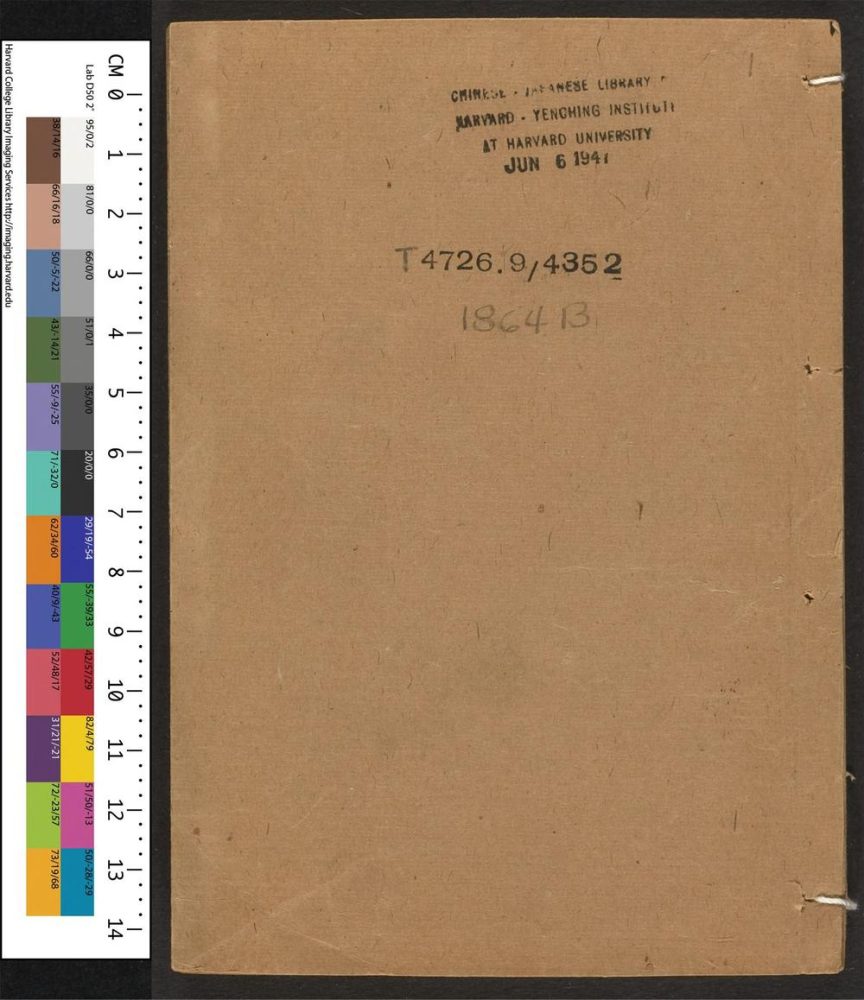 CHINESE - JAPANESE LIBRARY
HARVARD - YENCHING INSTITUTE
AT HARVARD UNIVERSITY
JUN 6 1941
T4726.9/4352
1864 B
Harvard College Library Imaging Services http://imaging.harvard.edu
Lab D50 2°
95/0/2
81/0/0
66/0/0
51/0/1
35/0/0
20/0/0
29/19/-54
55/-39/33
42/57/29
82/4/79
51/50/-13
50/-28/-29
38/14/16
66/16/18
50/-5/-22
43/-14/21
55/-9/-25
71/-32/0
62/34/60
40/9/-43
52/48/17
31/21/-21
72/-23/57
73/19/68
CM 0 1 2 3 4 5 6 7 8 9 10 11 12 13 14